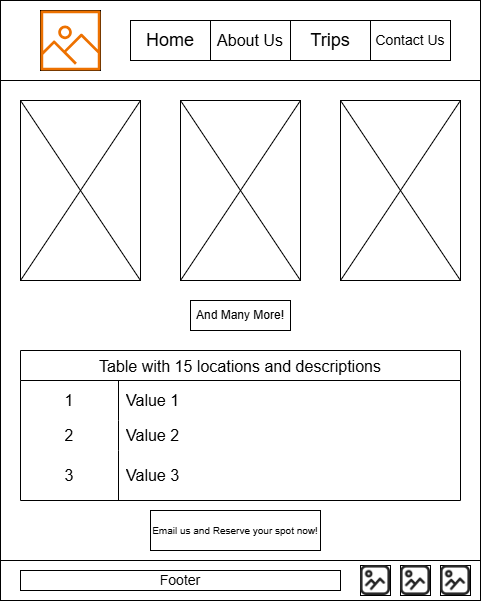 Home About Us Trips Contact Us
And Many More!
Table with 15 locations and descriptions
1 Value 1
2 Value 2
3 Value 3
Email us and Reserve your spot now!
Footer